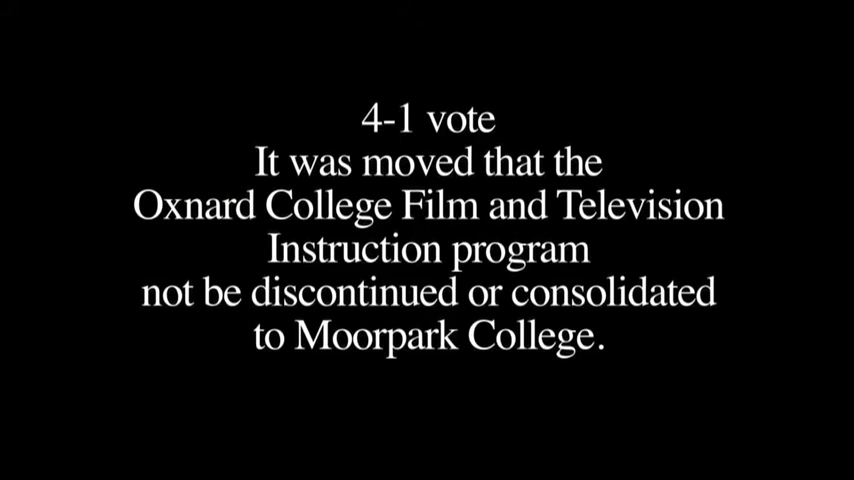 4-1 vote
It was moved that the
Oxnard College Film and Television
Instruction program
not be discontinued or consolidated
to Moorpark College.